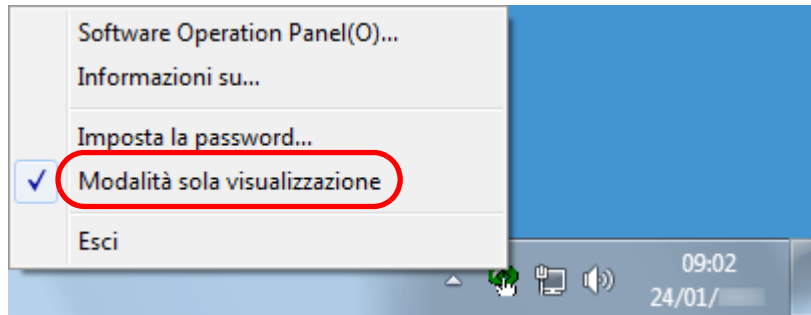 Software Operation Panel(O)...
Informazioni su...
Imposta la password...
Modalità sola visualizzazione
Esci
09:02
24/01/